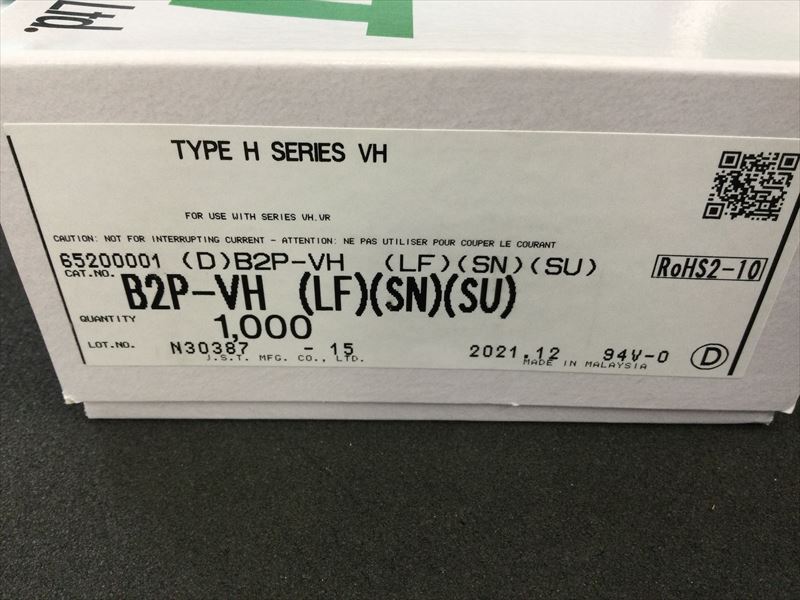 Ltd.
TYPE H SERIES VH
FOR USE WITH SERIES VH.VR
CAUTION: NOT FOR INTERRUPTING CURRENT - ATTENTION: NE PAS UTILISER POUR COUPER LE COURANT
65200001 (D)B2P-VH (LF)(SN)(SU) RoHS2-10
CAT.NO. B2P-VH (LF)(SN)(SU)
QUANTITY 1,000
LOT.NO. N30387 - 15 2021.12 94V-0 D
J.S.T. MFG. CO., LTD. MADE IN MALAYSIA